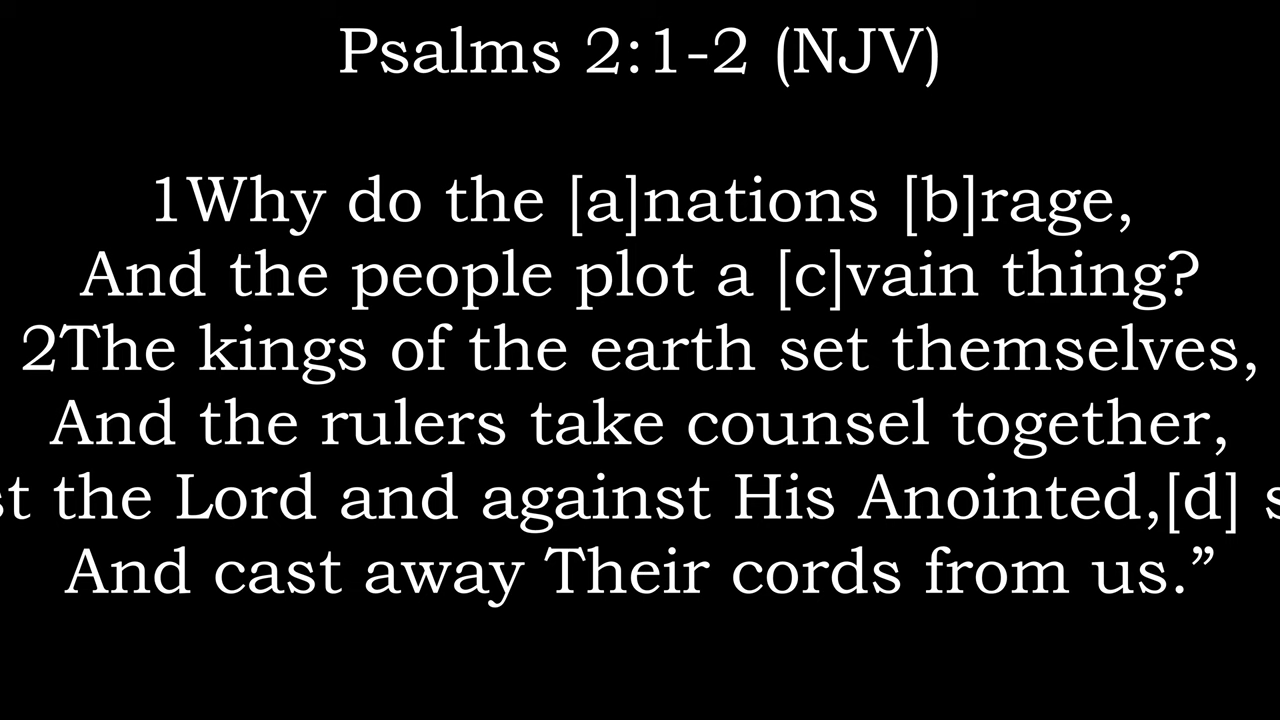 Psalms 2:1-2 (NJV)
1Why do the [a]nations [b]rage,
And the people plot a [c]vain thing?
2The kings of the earth set themselves,
And the rulers take counsel together,
the Lord and against His Anointed,[d]
And cast away Their cords from us.”